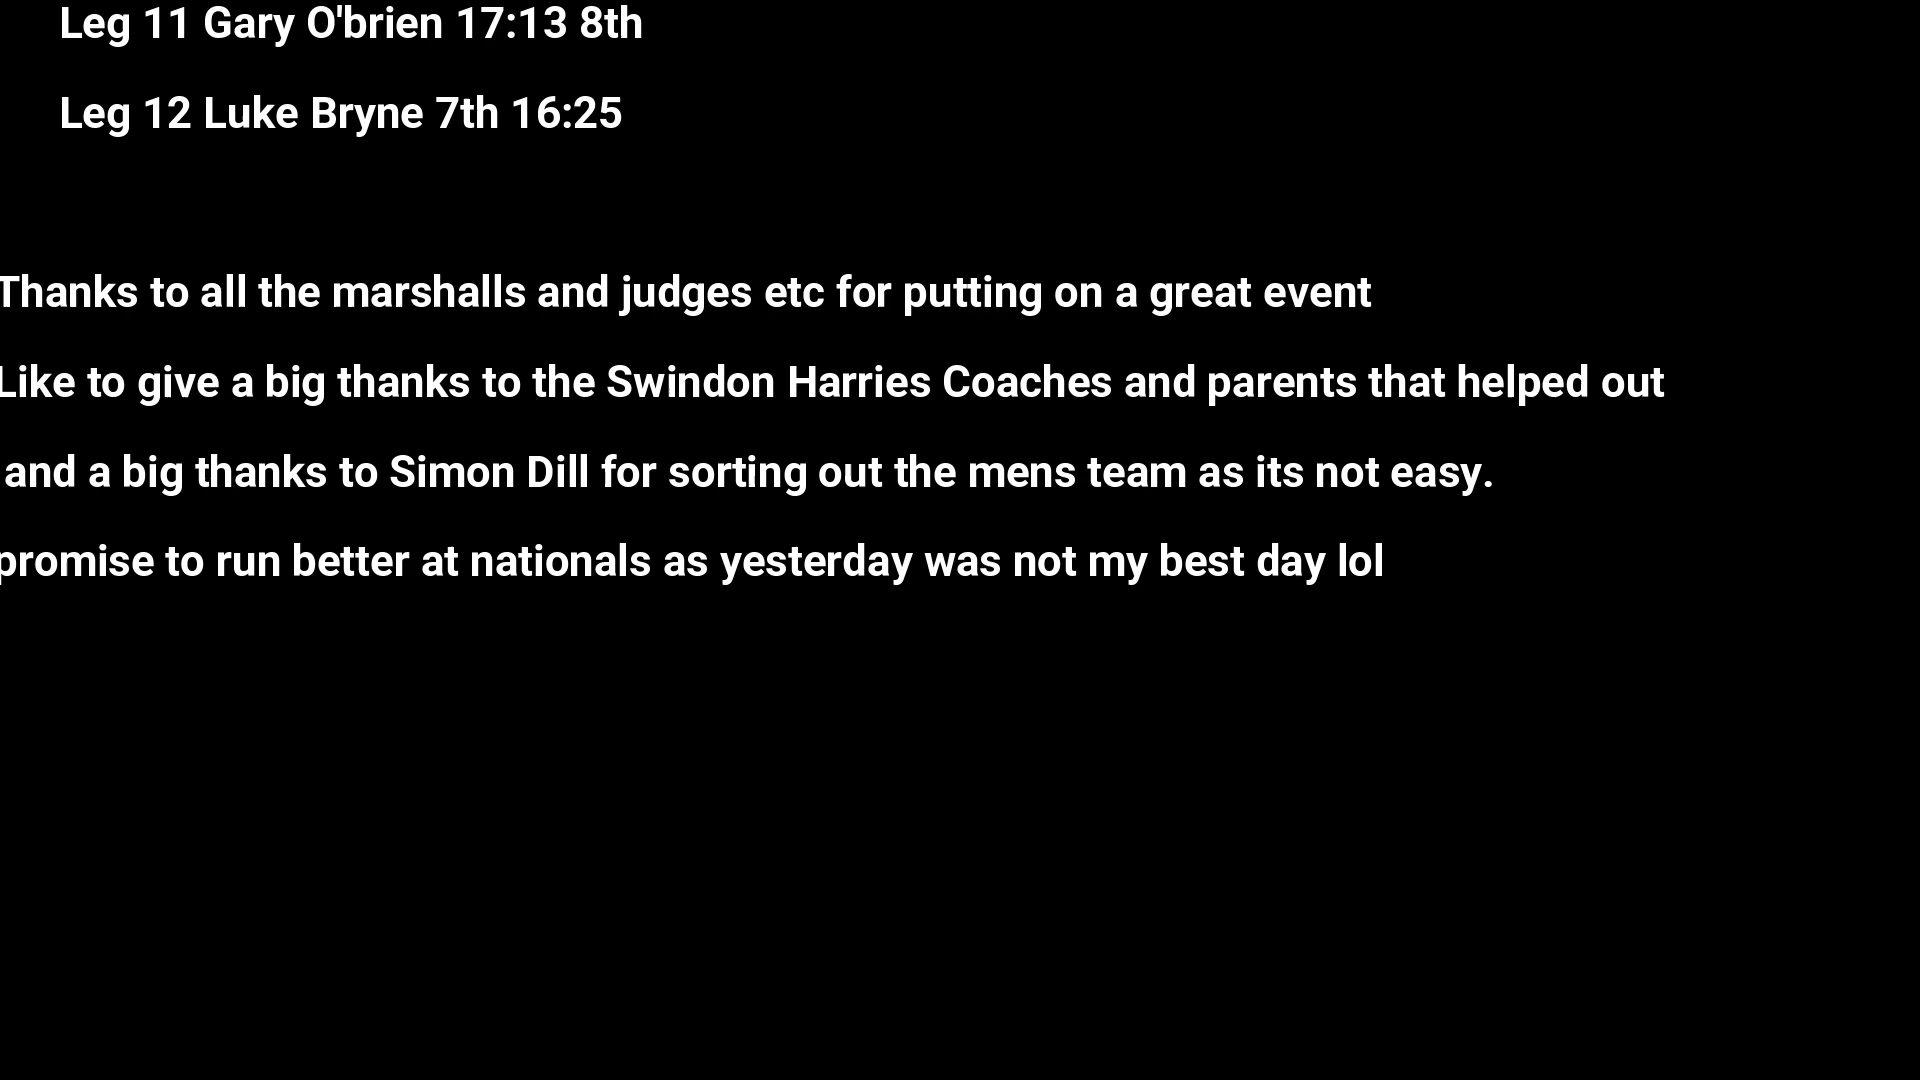 Leg 11 Gary O'brien 17:13 8th
Leg 12 Luke Bryne 7th 16:25
Thanks to all the marshalls and judges etc for putting on a great event
Like to give a big thanks to the Swindon Harries Coaches and parents that helped out
and a big thanks to Simon Dill for sorting out the mens team as its not easy.
promise to run better at nationals as yesterday was not my best day lol